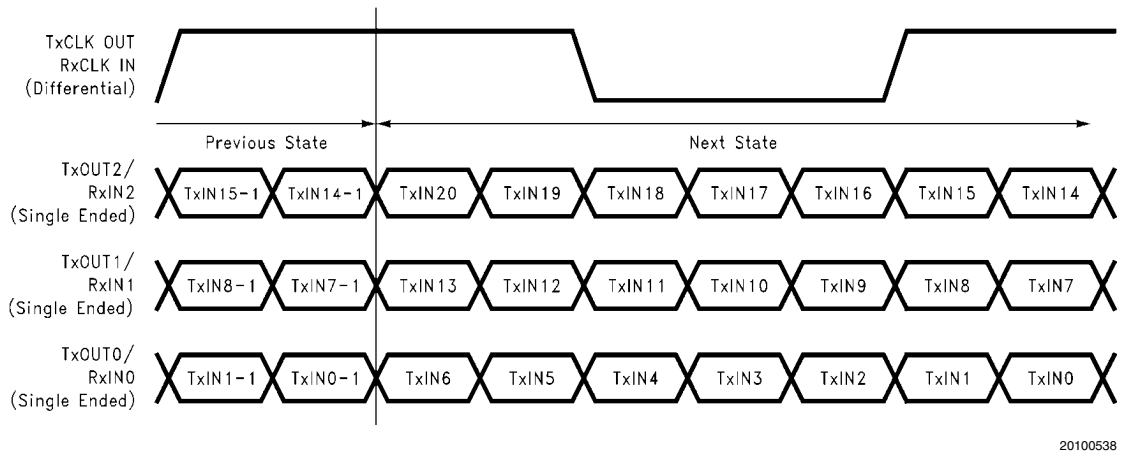 TxCLK OUT
RxCLK IN
(Differential)
Previous State
Next State
TxOUT2/
RxIN2
(Single Ended)
TxIN15-1 TxIN14-1 TxIN20 TxIN19 TxIN18 TxIN17 TxIN16 TxIN15 TxIN14
TxOUT1/
RxIN1
(Single Ended)
TxIN8-1 TxIN7-1 TxIN13 TxIN12 TxIN11 TxIN10 TxIN9 TxIN8 TxIN7
TxOUT0/
RxIN0
(Single Ended)
TxIN1-1 TxIN0-1 TxIN6 TxIN5 TxIN4 TxIN3 TxIN2 TxIN1 TxIN0
20100538